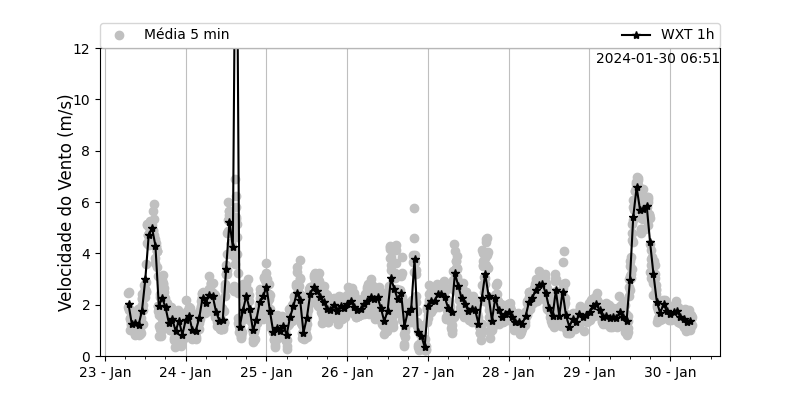 Média 5 min
WXT 1h
2024-01-30 06:51
Velocidade do Vento (m/s)
12
10
8
6
4
2
0
23 - Jan
24 - Jan
25 - Jan
26 - Jan
27 - Jan
28 - Jan
29 - Jan
30 - Jan